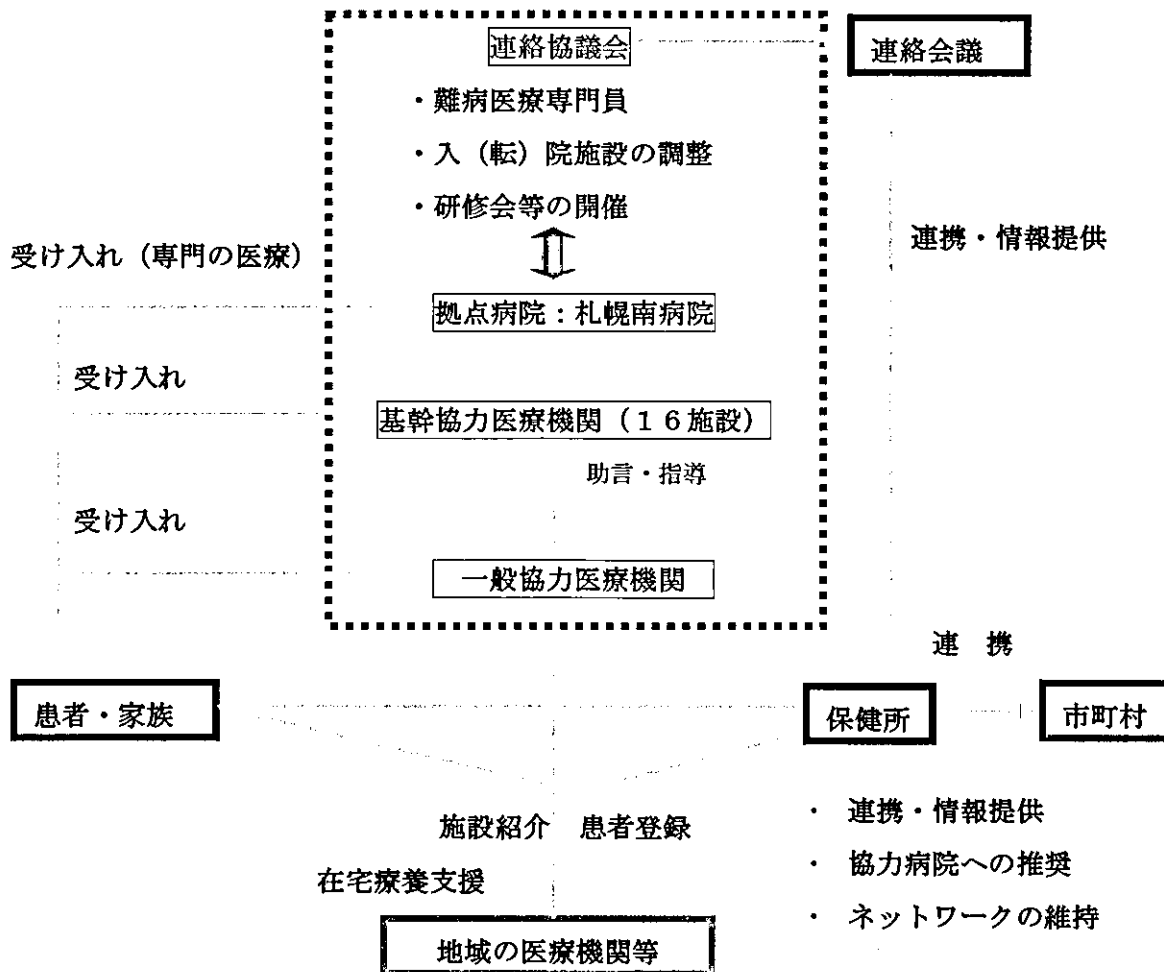 連絡協議会
連絡会議
・難病医療専門員
・入（転）院施設の調整
・研修会等の開催
連携・情報提供
受け入れ（専門の医療）
拠点病院：札幌南病院
受け入れ
基幹協力医療機関（１６施設）
助言・指導
受け入れ
一般協力医療機関
連　携
患者・家族
保健所
市町村
施設紹介　患者登録
在宅療養支援
地域の医療機関等
・　連携・情報提供
・　協力病院への推奨
・　ネットワークの維持